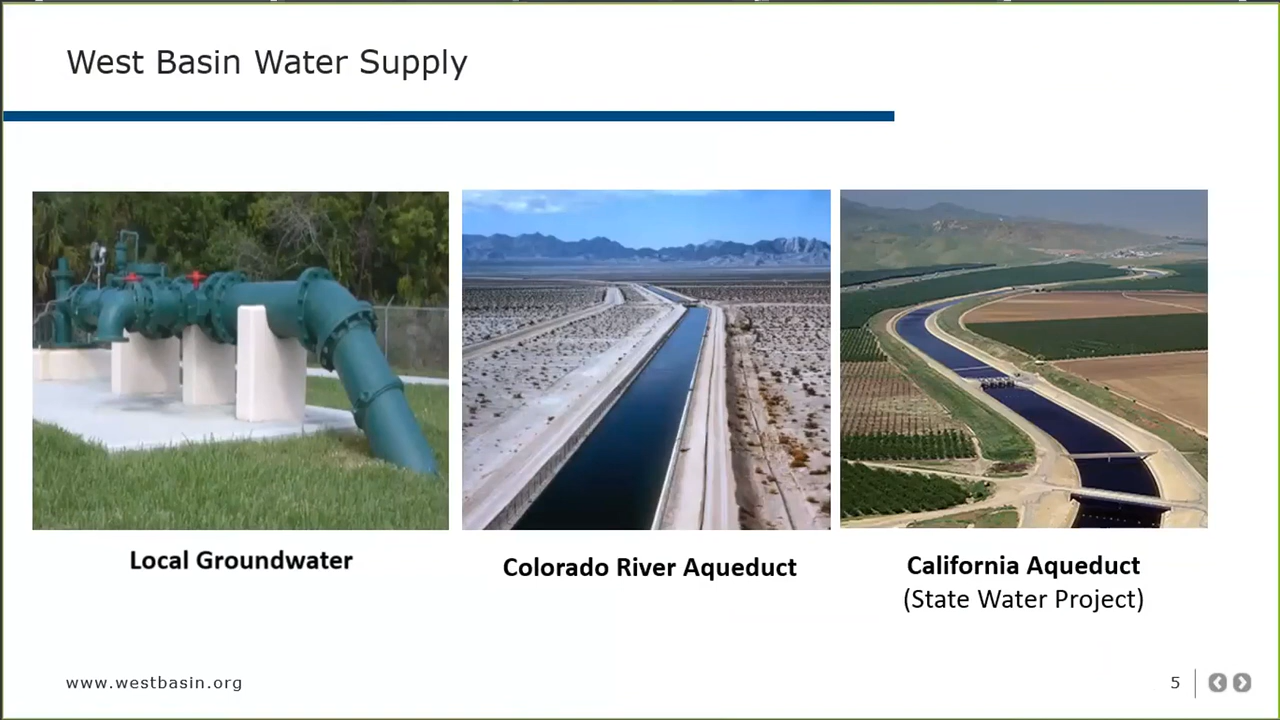 West Basin Water Supply
Local Groundwater
Colorado River Aqueduct
California Aqueduct
(State Water Project)
www.westbasin.org
5